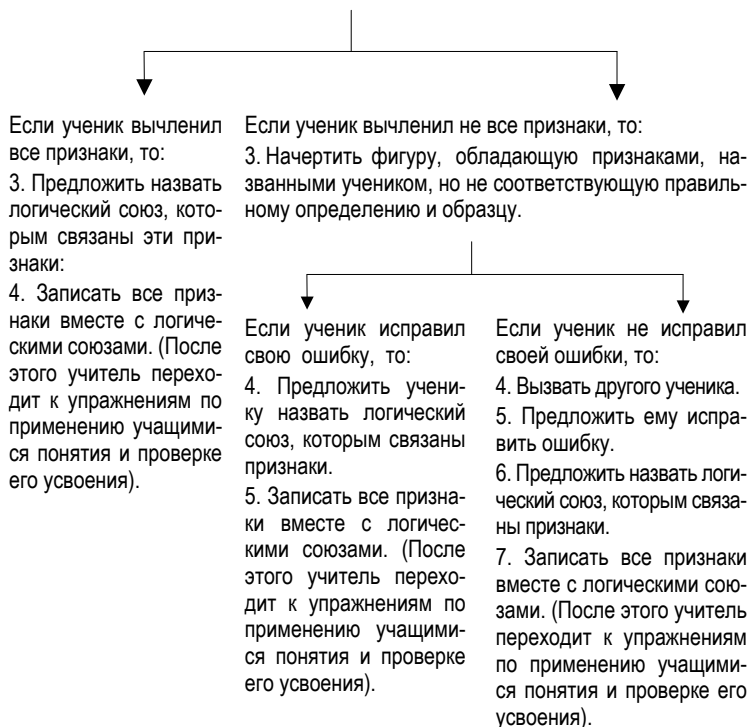 Если ученик вычленил
все признаки, то:
3. Предложить назвать
логический союз, кото-
рым связаны эти при-
знаки:
4. Записать все приз-
наки вместе с логиче-
скими союзами. (После
этого учитель перехо-
дит к упражнениям по
применению учащими-
ся понятия и проверке
его усвоения).
Если ученик вычленил не все признаки, то:
3. Начертить фигуру, обладающую признаками, на-
званными учеником, но не соответствующую правиль-
ному определению и образцу.
Если ученик исправил
свою ошибку, то:
4. Предложить учени-
ку назвать логический
союз, которым связаны
признаки.
5. Записать все призна-
ки вместе с логичес-
кими союзами. (После
этого учитель перехо-
дит к упражнениям по
применению учащими-
ся понятия и проверке
его усвоения).
Если ученик не исправил
своей ошибки, то:
4. Вызвать другого ученика.
5. Предложить ему испра-
вить ошибку.
6. Предложить назвать логи-
ческий союз, которым связа-
ны признаки.
7. Записать все признаки
вместе с логическими сою-
зами. (После этого учитель
переходит к упражнениям
по применению учащими-
ся понятия и проверке его
усвоения).